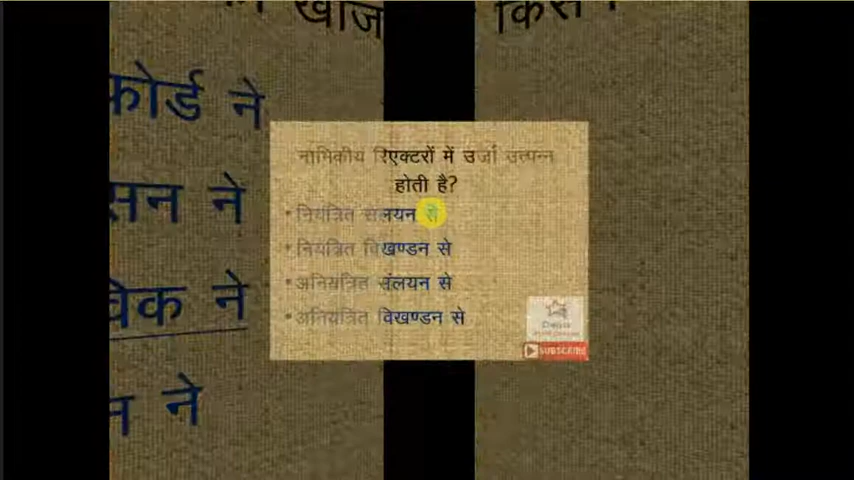 खोज किस
फोर्ड ने
सन ने
विक ने
न ने
नाभिकीय रिएक्टरों में उर्जा उत्पन्न
होती है?
• नियंत्रित संलयन से
• नियंत्रित विखण्डन से
• अनियंत्रित संलयन से
• अनियंत्रित विखण्डन से
SUBSCRIBE